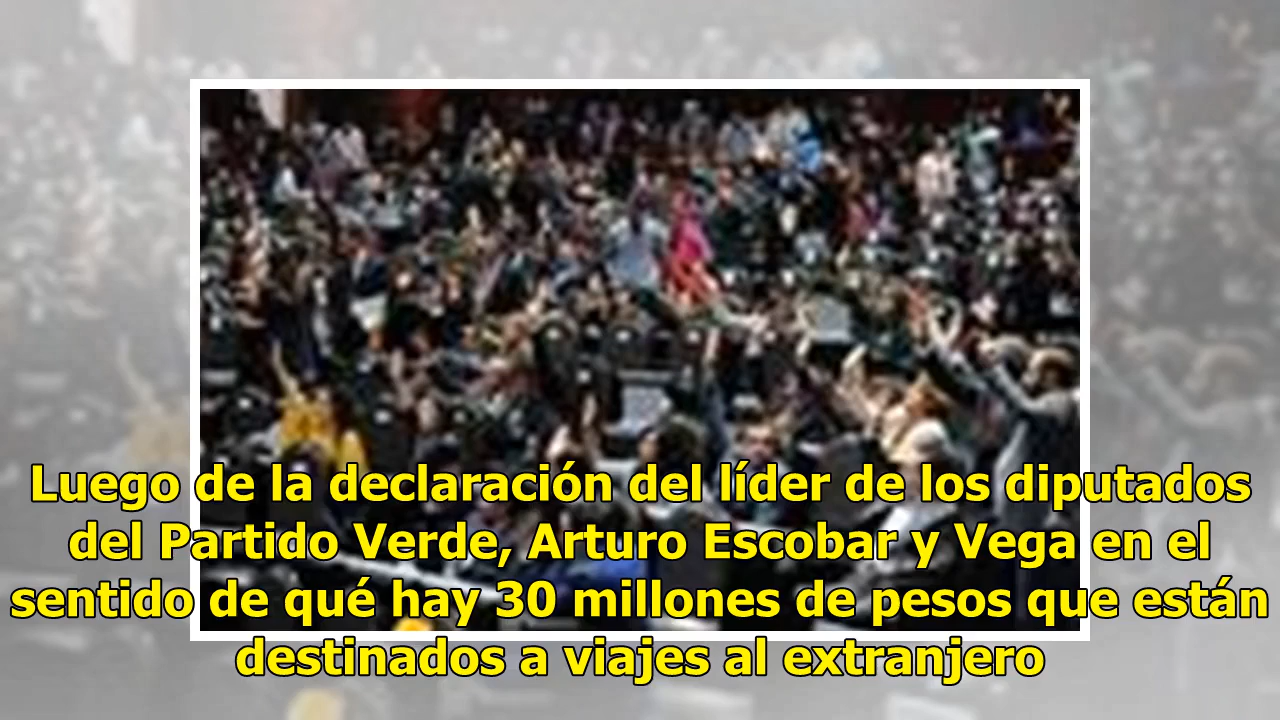 Luego de la declaración del líder de los diputados
del Partido Verde, Arturo Escobar y Vega en el
sentido de qué hay 30 millones de pesos que están
destinados a viajes al extranjero